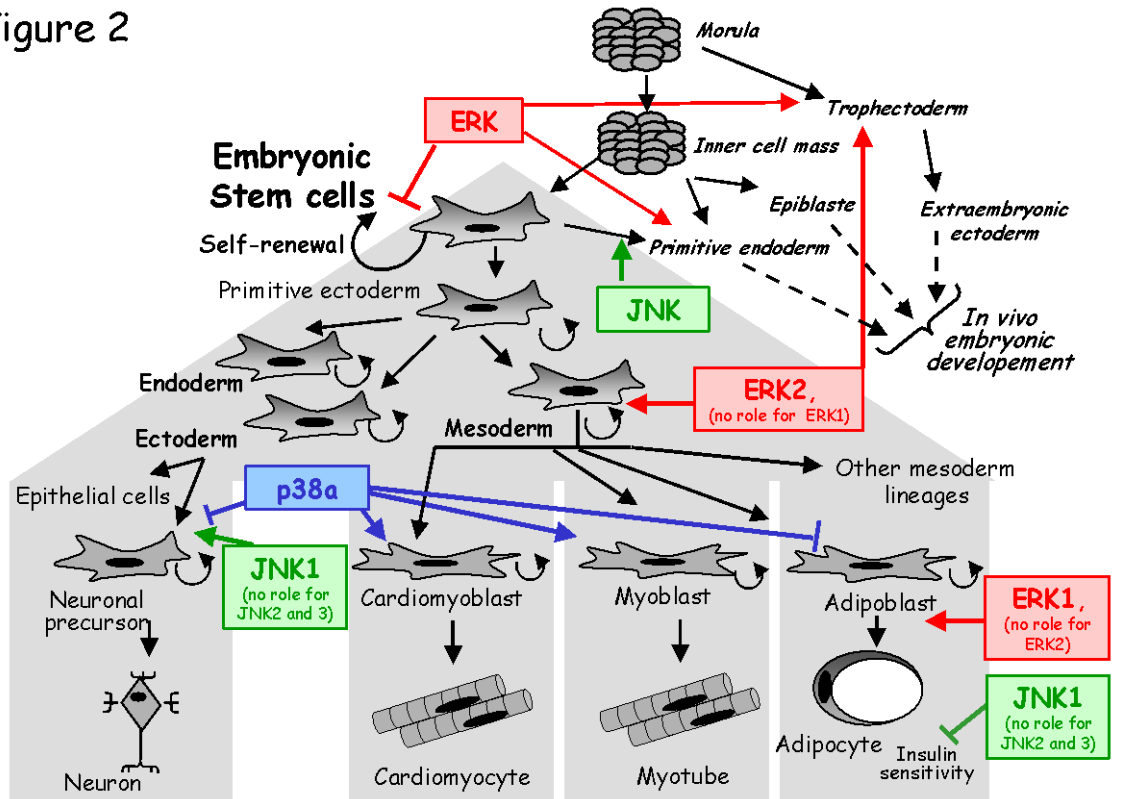 igure 2
Morula
Trophectoderm
ERK
Inner cell mass
Embryonic
Stem cells
Epiblaste
Extraembryonic
ectoderm
Self-renewal
Primitive endoderm
Primitive ectoderm
JNK
In vivo
embryonic
developement
Endoderm
ERK2,
(no role for ERK1)
Mesoderm
Ectoderm
Other mesoderm
lineages
Epithelial cells
p38a
JNK1
(no role for
JNK2 and 3)
Neuronal
precurson
Cardiomyoblast
Myoblast
Adipoblast
ERK1,
(no role for
ERK2)
JNK1
(no role for
JNK2 and 3)
Adipocyte
Insulin
sensitivity
Neuron
Cardiomyocyte
Myotube